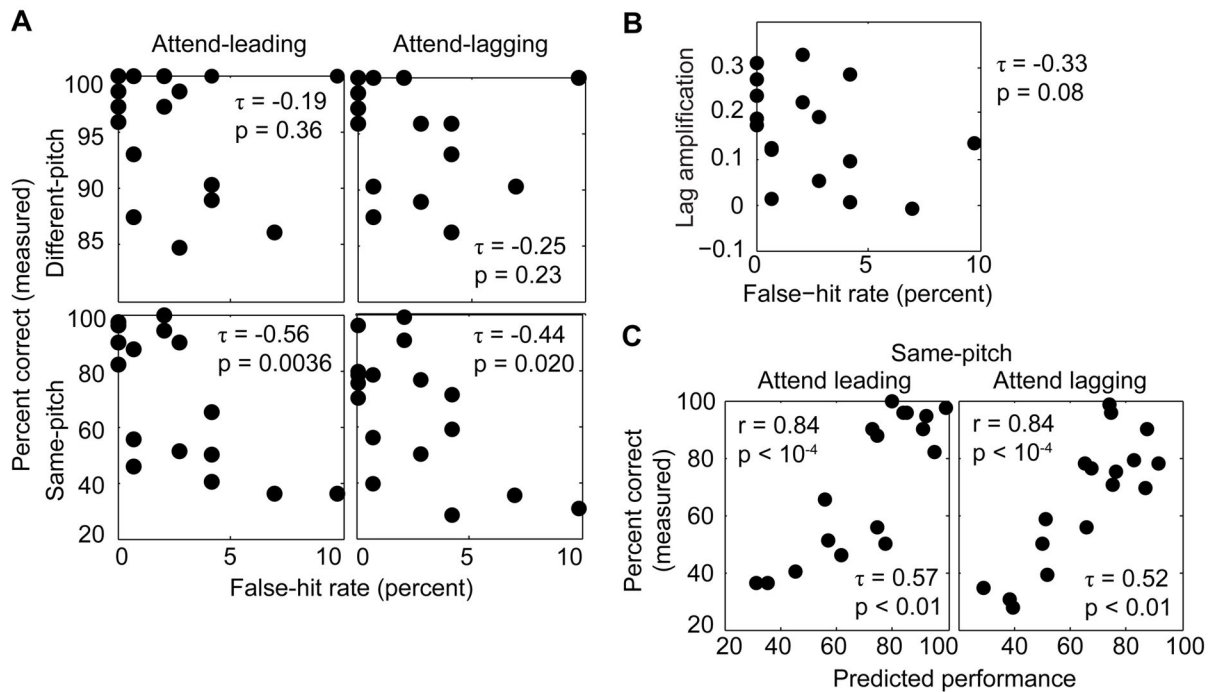 A
Attend-leading
Attend-lagging
Percent correct (measured)
Different-pitch
Same-pitch
100
95
90
85
τ = -0.19
p = 0.36
τ = -0.25
p = 0.23
100
80
60
40
20
τ = -0.56
p = 0.0036
τ = -0.44
p = 0.020
0
5
0
5
10
False-hit rate (percent)
B
Lag amplification
0.3
0.2
0.1
0
−0.1
τ = -0.33
p = 0.08
0
5
10
False−hit rate (percent)
C
Same-pitch
Attend leading
Attend lagging
Percent correct
(measured)
100
80
60
40
20
r = 0.84
p < 10⁻⁴
τ = 0.57
p < 0.01
r = 0.84
p < 10⁻⁴
τ = 0.52
p < 0.01
20
40
60
80
100
40
60
80
100
Predicted performance